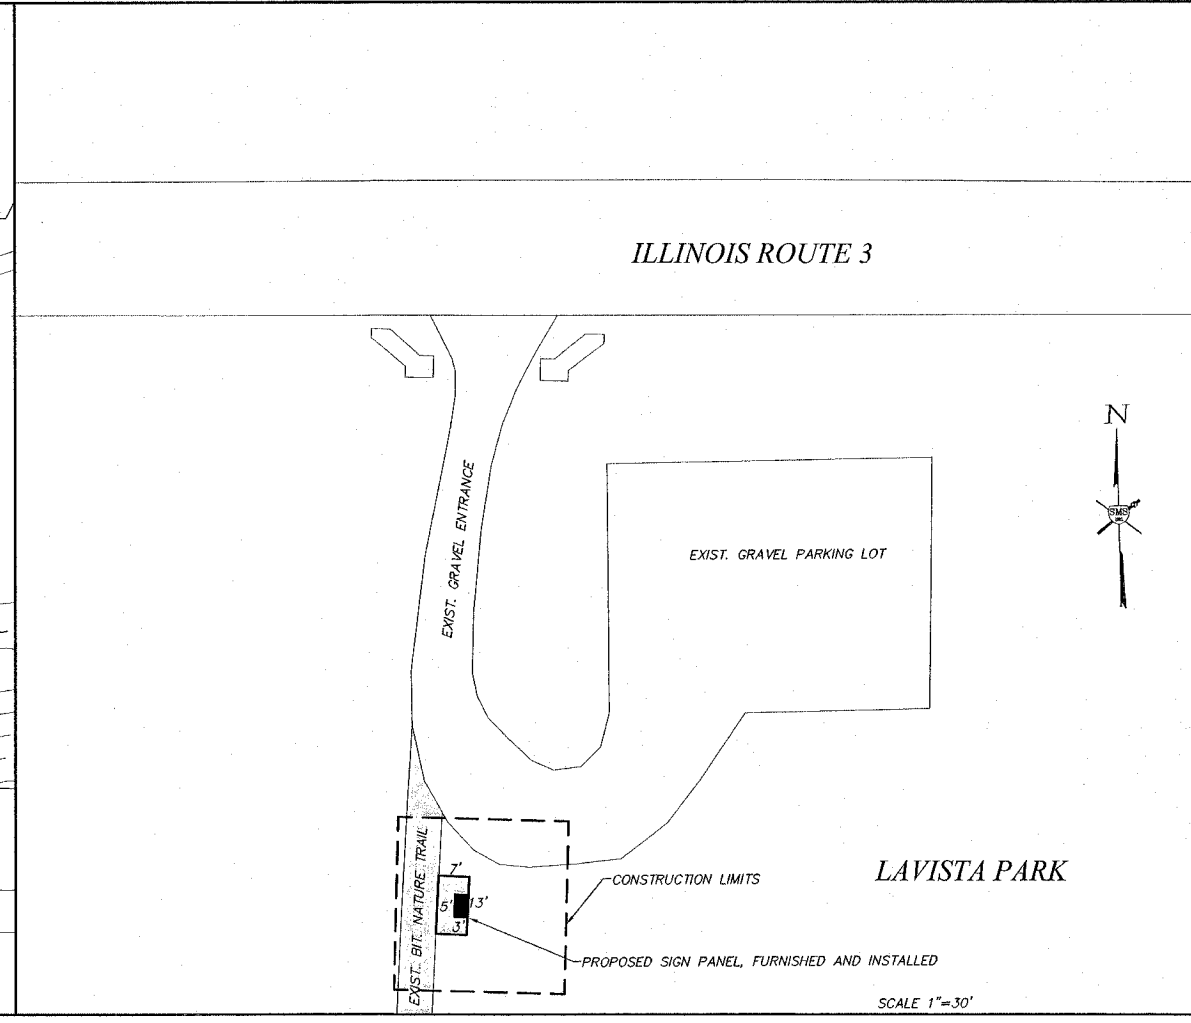 ILLINOIS ROUTE 3
N
SMS
EXIST. GRAVEL ENTRANCE
EXIST. GRAVEL PARKING LOT
EXIST. BIT. NATURE TRAIL
7'
5'
13'
3'
CONSTRUCTION LIMITS
LAVISTA PARK
PROPOSED SIGN PANEL, FURNISHED AND INSTALLED
SCALE 1"=30'